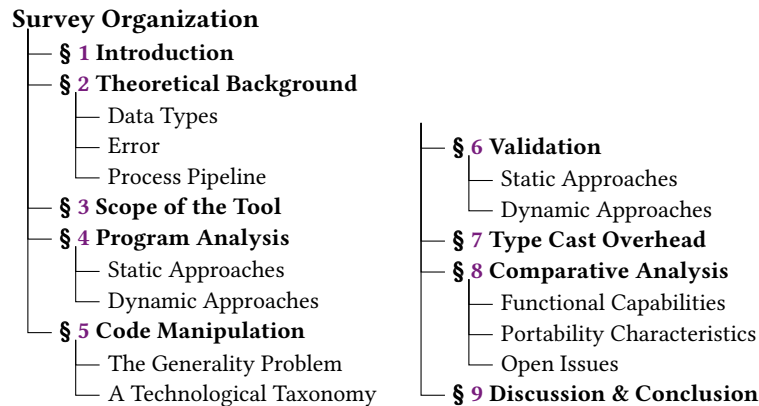 Survey Organization
§ 1 Introduction
§ 2 Theoretical Background
Data Types
Error
Process Pipeline
§ 3 Scope of the Tool
§ 4 Program Analysis
Static Approaches
Dynamic Approaches
§ 5 Code Manipulation
The Generality Problem
A Technological Taxonomy
§ 6 Validation
Static Approaches
Dynamic Approaches
§ 7 Type Cast Overhead
§ 8 Comparative Analysis
Functional Capabilities
Portability Characteristics
Open Issues
§ 9 Discussion & Conclusion